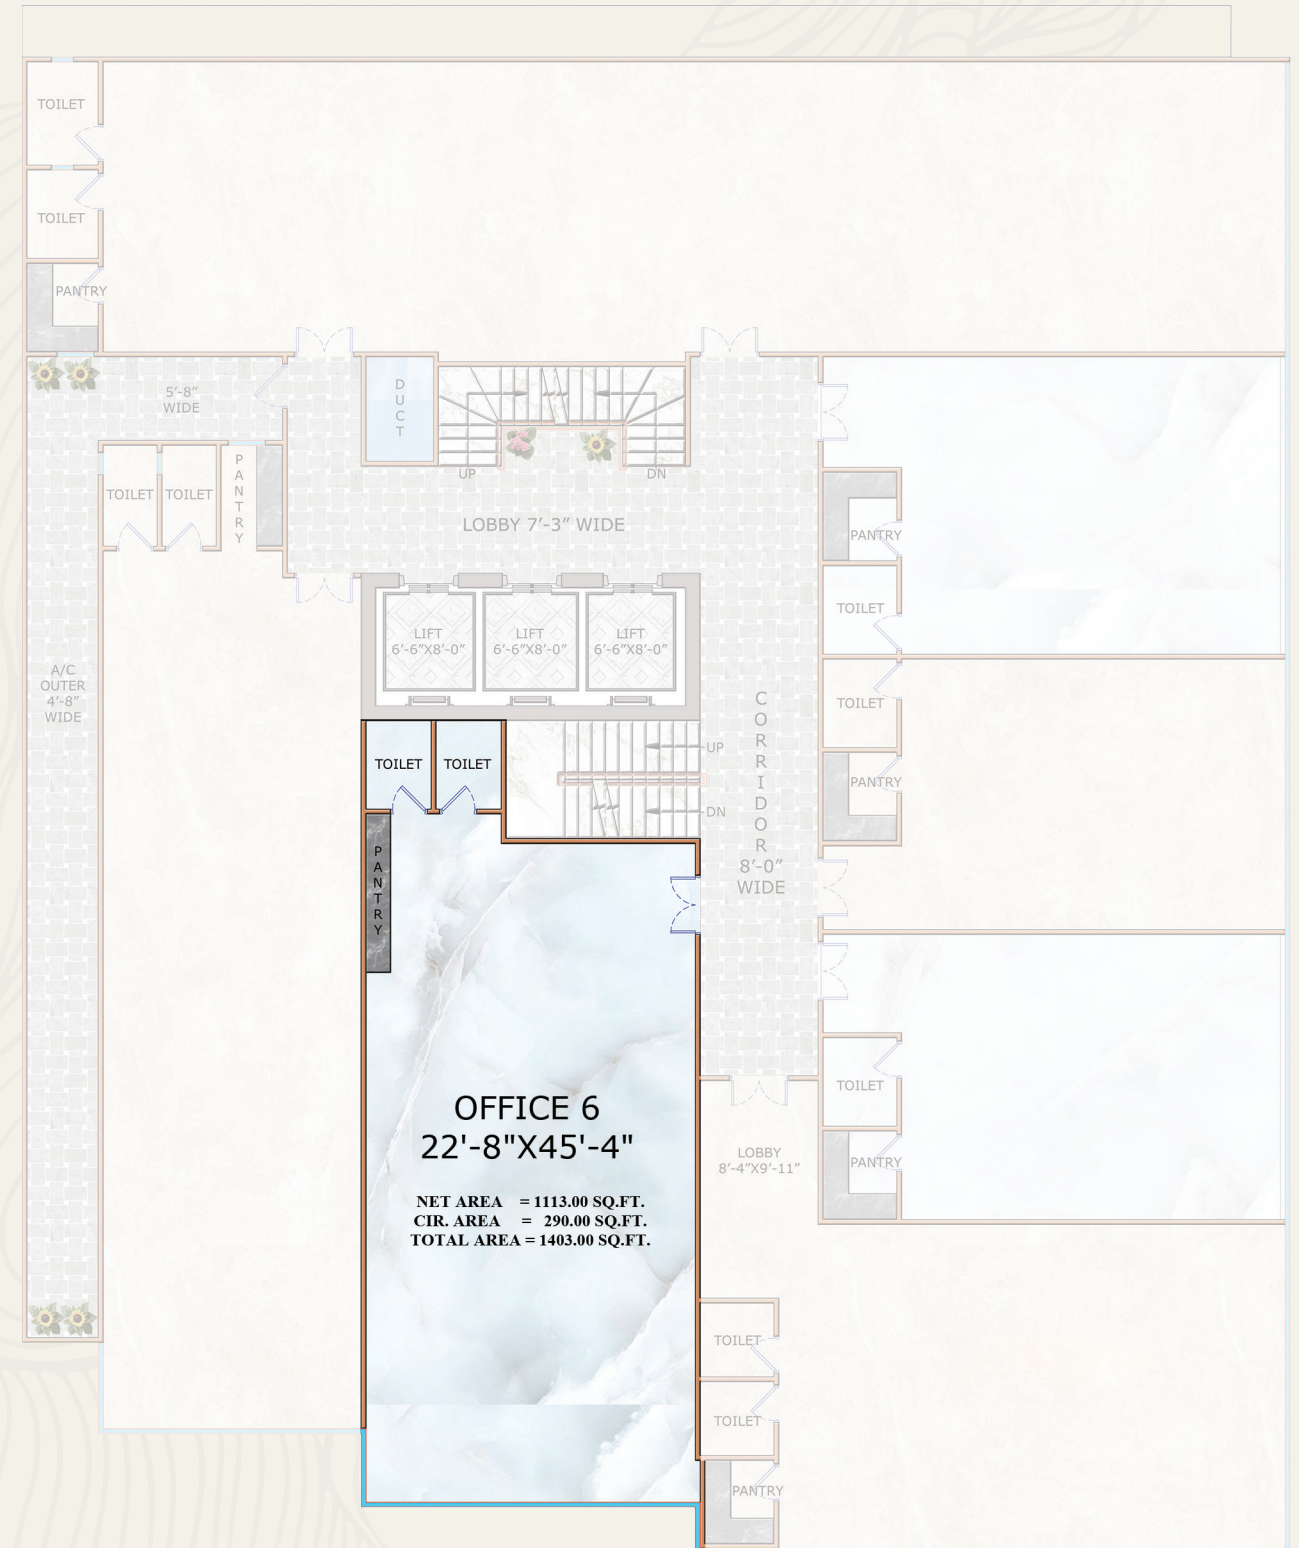 TOILET
TOILET
PANTRY
5'-8"
WIDE
DUCT
UP
DN
TOILET
TOILET
PANTRY
LOBBY 7'-3" WIDE
PANTRY
TOILET
LIFT
6'-6"X8'-0"
LIFT
6'-6"X8'-0"
LIFT
6'-6"X8'-0"
A/C
OUTER
4'-8"
WIDE
TOILET
PANTRY
CORRIDOR
8'-0"
WIDE
UP
DN
TOILET
TOILET
PANTRY
OFFICE 6
22'-8"X45'-4"
NET AREA = 1113.00 SQ.FT.
CIR. AREA = 290.00 SQ.FT.
TOTAL AREA = 1403.00 SQ.FT.
TOILET
PANTRY
LOBBY
8'-4"X9'-11"
TOILET
TOILET
PANTRY